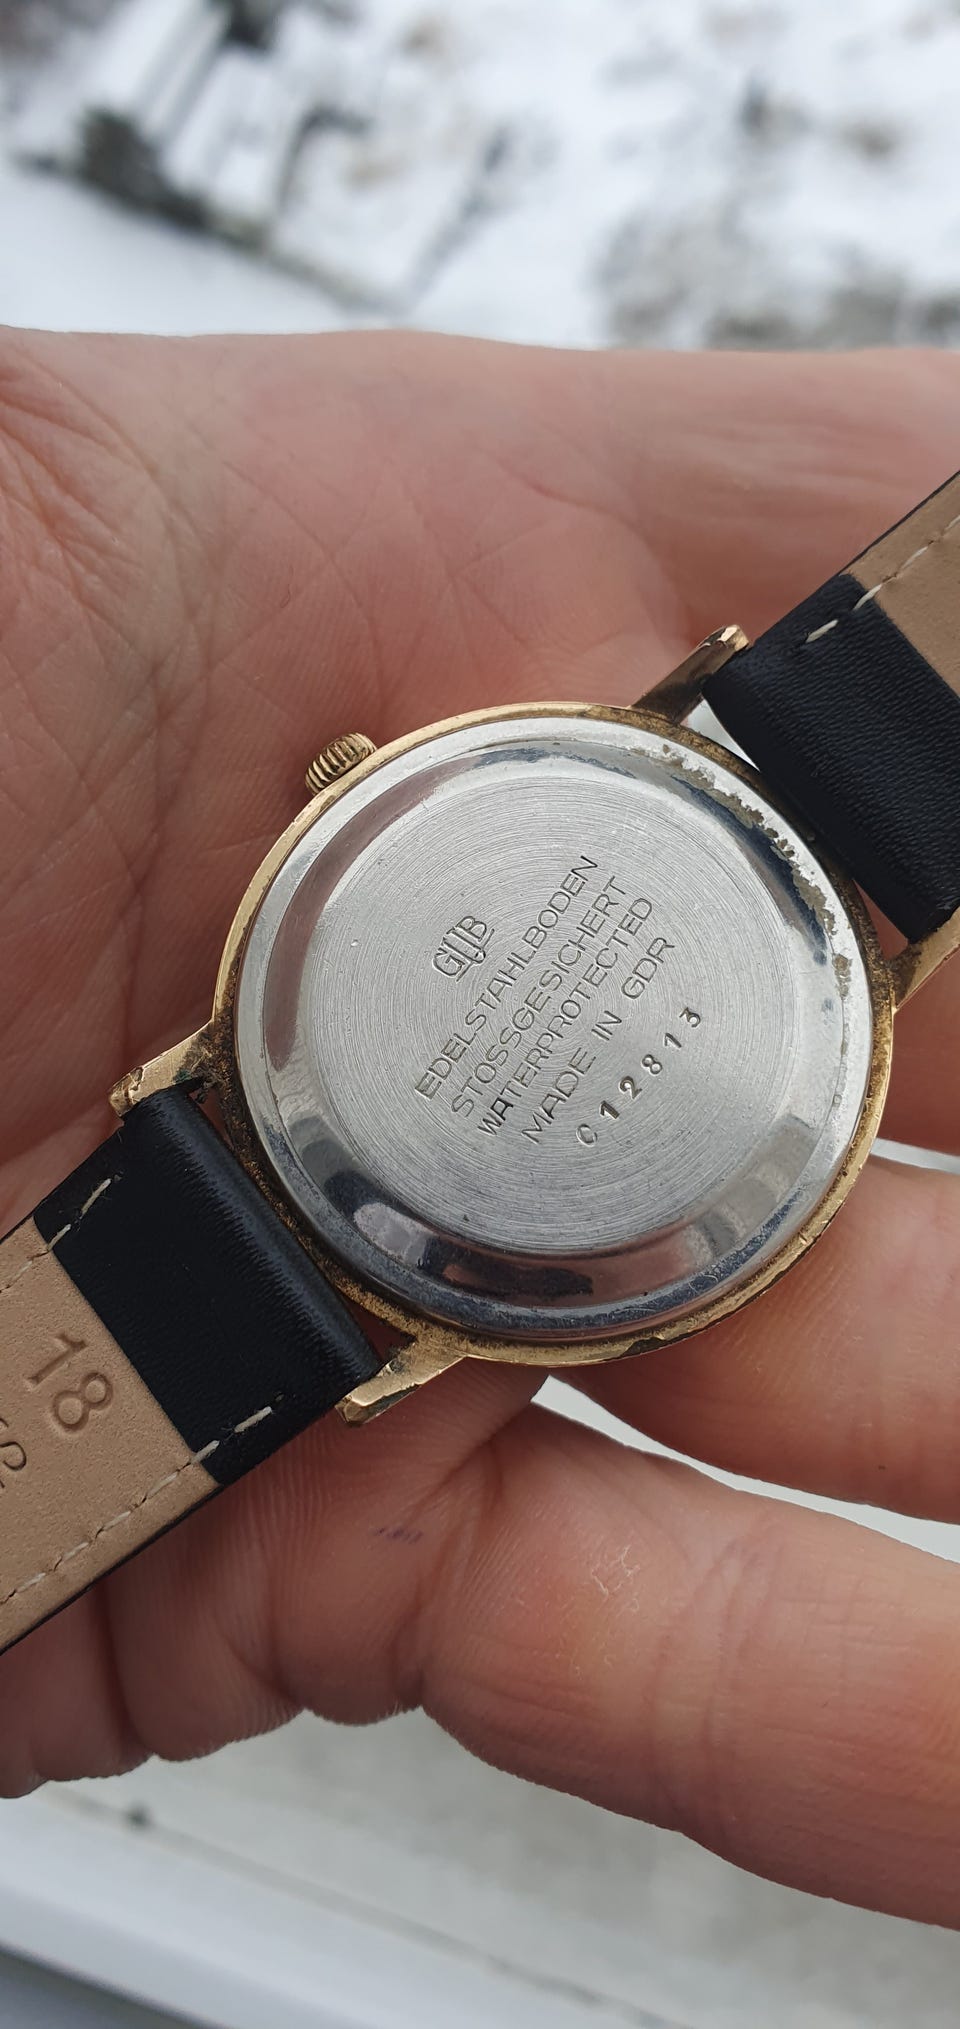 GUB
EDELSTAHLBODEN
STOSSGESICHERT
WATERPROTECTED
MADE IN GDR
C12813
18